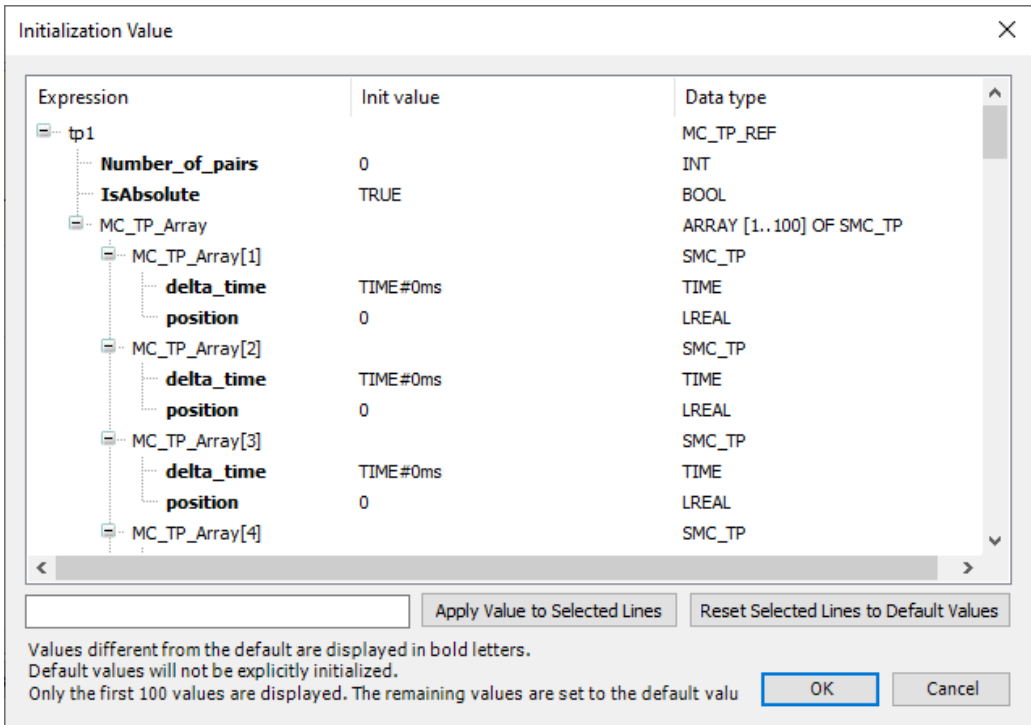 Initialization Value
Expression Init value Data type
tp1 MC_TP_REF
Number_of_pairs 0 INT
IsAbsolute TRUE BOOL
MC_TP_Array ARRAY [1..100] OF SMC_TP
MC_TP_Array[1] SMC_TP
delta_time TIME#0ms TIME
position 0 LREAL
MC_TP_Array[2] SMC_TP
delta_time TIME#0ms TIME
position 0 LREAL
MC_TP_Array[3] SMC_TP
delta_time TIME#0ms TIME
position 0 LREAL
MC_TP_Array[4] SMC_TP
Apply Value to Selected Lines Reset Selected Lines to Default Values
Values different from the default are displayed in bold letters.
Default values will not be explicitly initialized.
Only the first 100 values are displayed. The remaining values are set to the default valu
OK Cancel